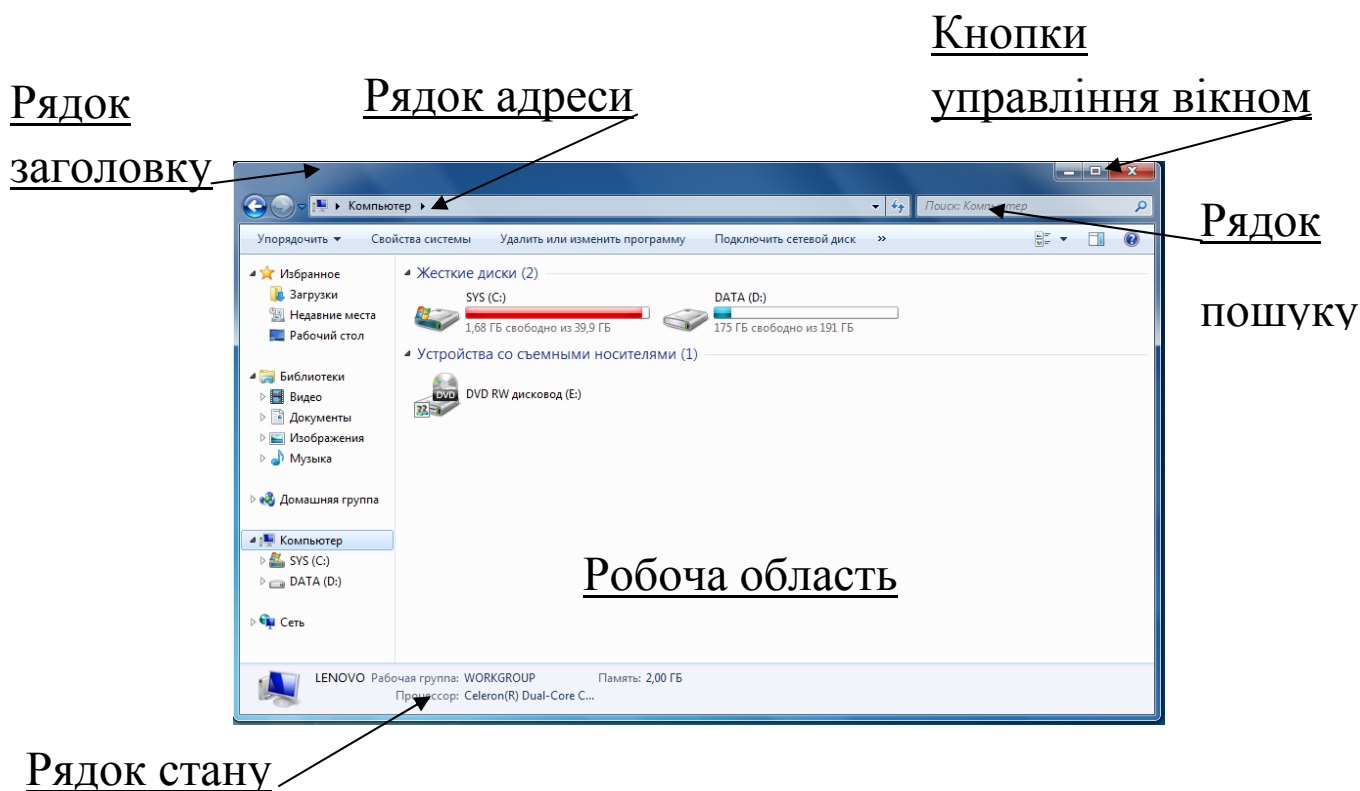 Кнопки
управління вікном
Рядок
заголовку
Рядок адреси
Рядок
пошуку
Компьютер
Поиск: Компьютер
Упорядочить
Свойства системы
Удалить или изменить программу
Подключить сетевой диск
»
Избранное
Загрузки
Недавние места
Рабочий стол
Библиотеки
Видео
Документы
Изображения
Музыка
Домашняя группа
Компьютер
SYS (C:)
DATA (D:)
Сеть
Жесткие диски (2)
SYS (C:)
1,68 ГБ свободно из 39,9 ГБ
DATA (D:)
175 ГБ свободно из 191 ГБ
Устройства со съемными носителями (1)
DVD
DVD RW дисковод (E:)
Робоча область
LENOVO Рабочая группа: WORKGROUP Память: 2,00 ГБ
Процессор: Celeron(R) Dual-Core C...
Рядок стану